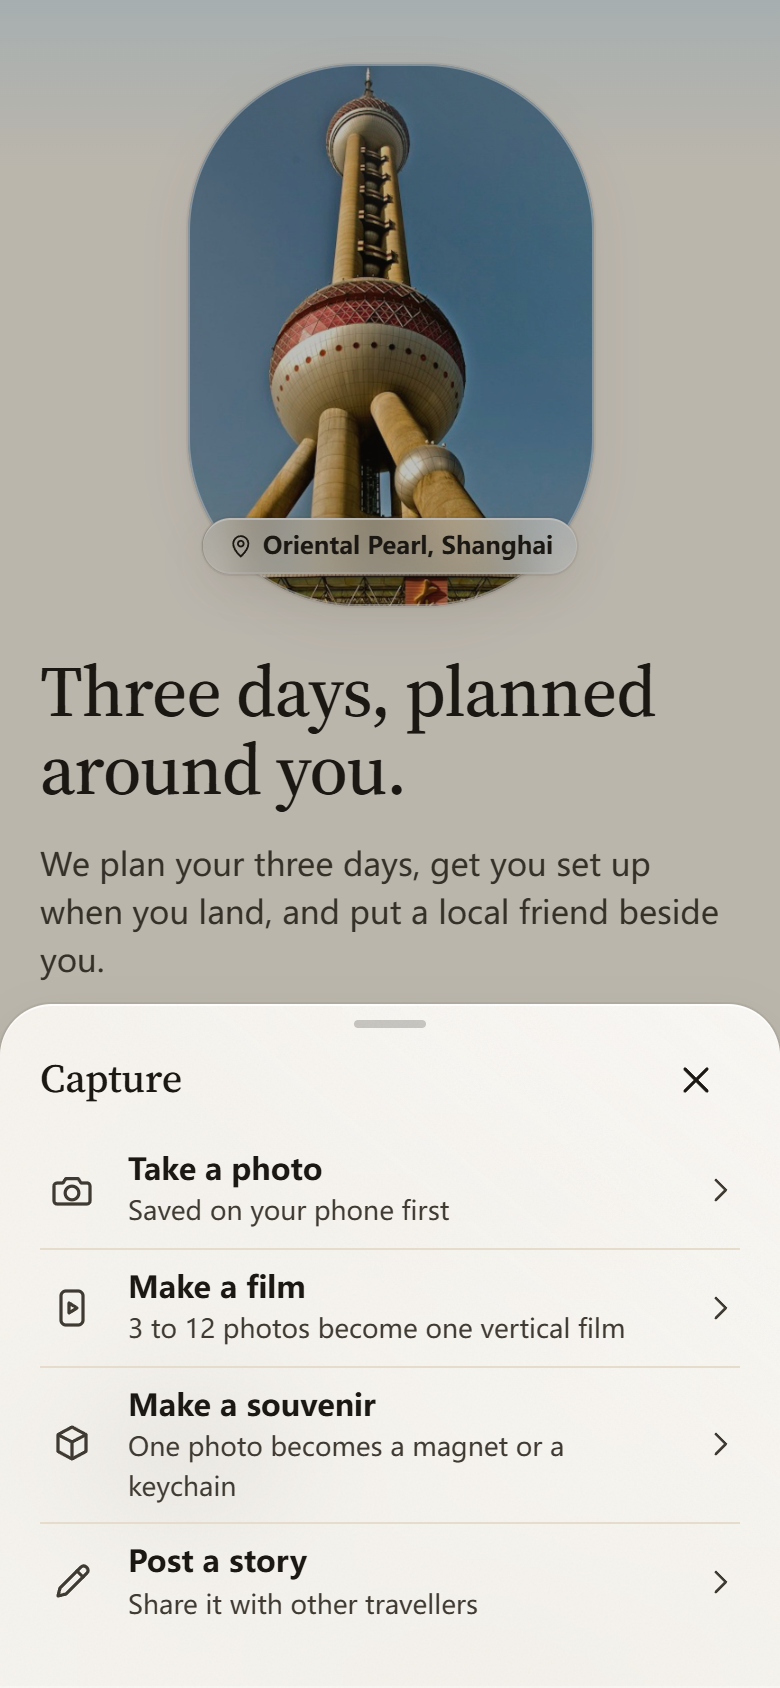 Oriental Pearl, Shanghai
Three days, planned
around you.
We plan your three days, get you set up
when you land, and put a local friend beside
you.
Capture
Take a photo
Saved on your phone first
Make a film
3 to 12 photos become one vertical film
Make a souvenir
One photo becomes a magnet or a
keychain
Post a story
Share it with other travellers